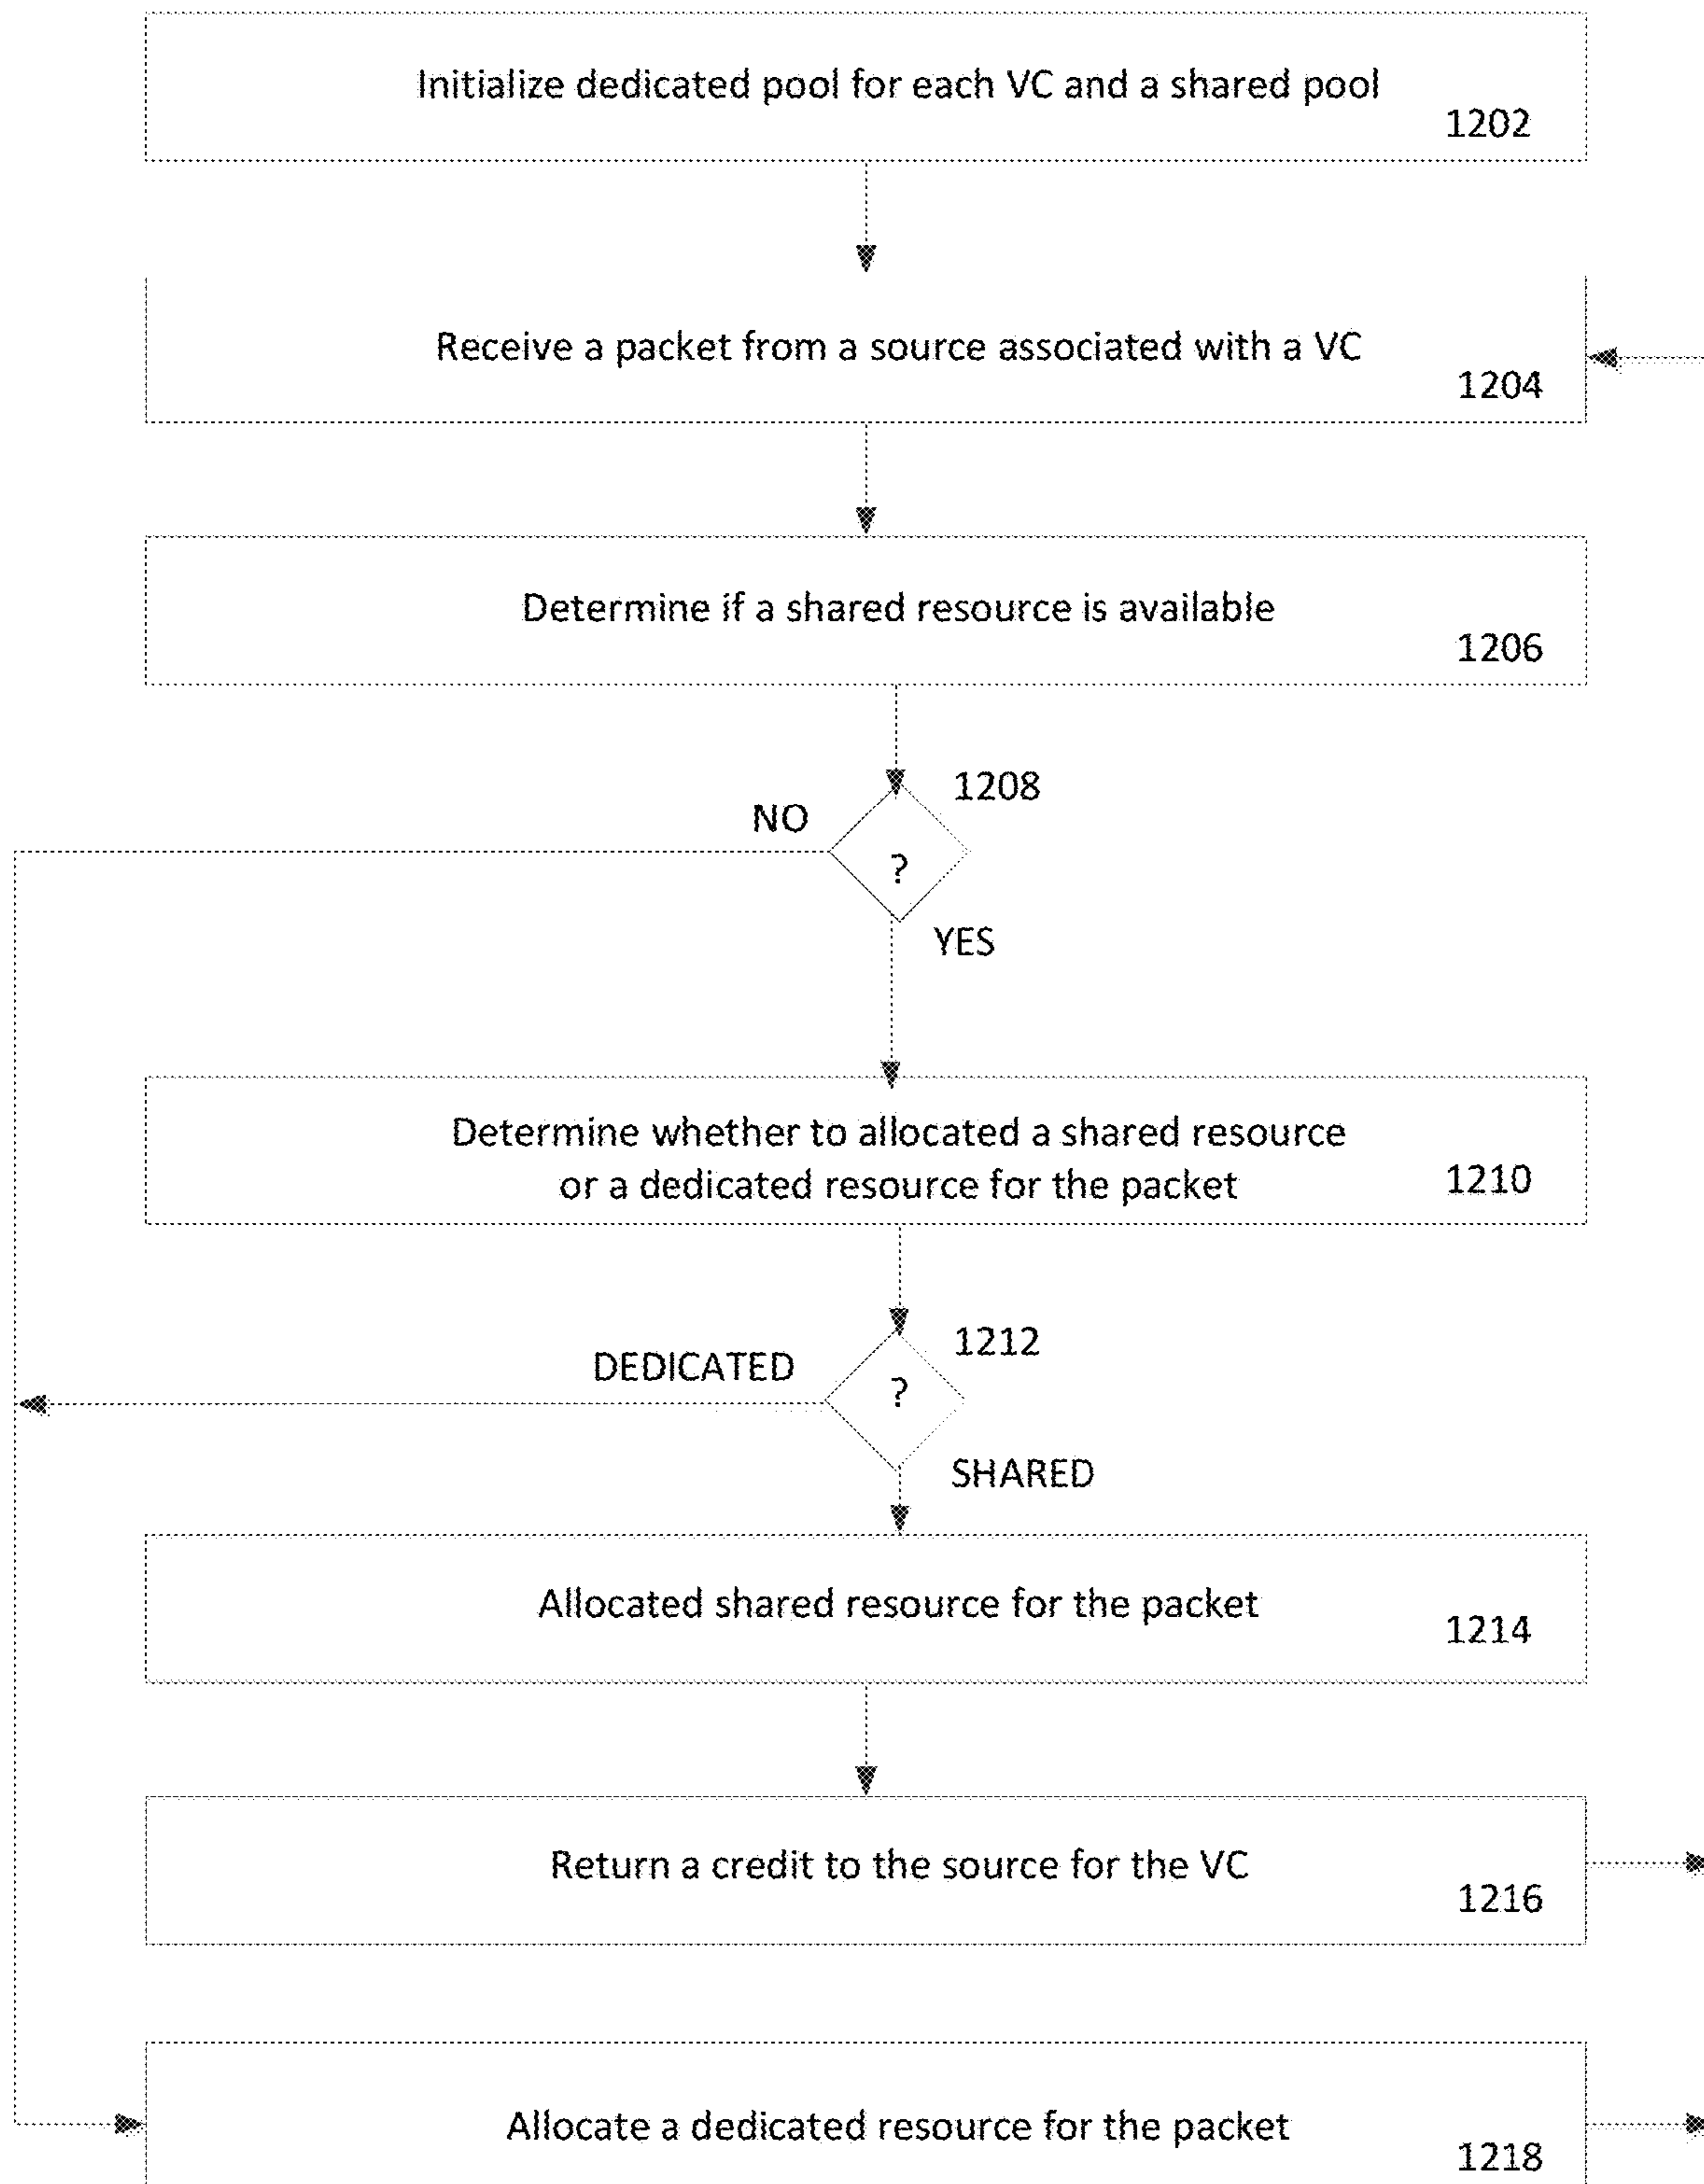 Initialize dedicated pool for each VC and a shared pool
1202
Receive a packet from a source associated with a VC
1204
Determine if a shared resource is available
1206
1208
NO
?
YES
Determine whether to allocated a shared resource
or a dedicated resource for the packet
1210
1212
DEDICATED
?
SHARED
Allocated shared resource for the packet
1214
Return a credit to the source for the VC
1216
Allocate a dedicated resource for the packet
1218